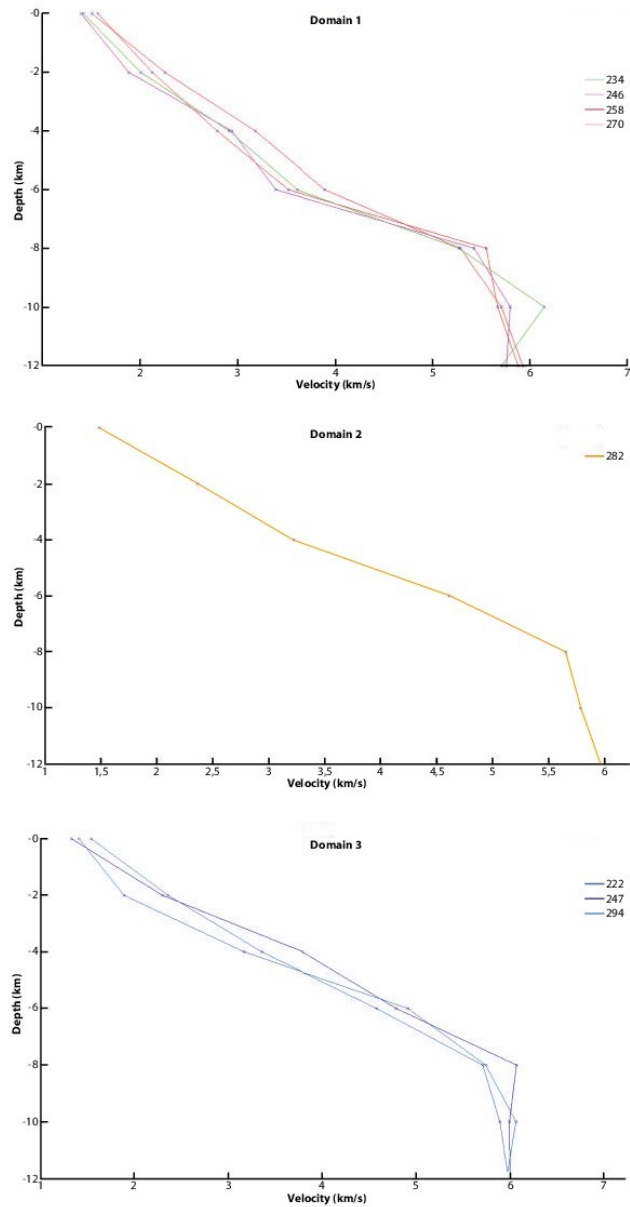 Domain 1
-0
-2
-4
-6
-8
-10
-12
Depth (km)
2 3 4 5 6 7
Velocity (km/s)
234
246
258
270
Domain 2
-0
-2
-4
-6
-8
-10
-12
Depth (km)
1 1,5 2 2,5 3 3,5 4 4,5 5 5,5 6
Velocity (km/s)
282
Domain 3
-0
-2
-4
-6
-8
-10
-12
Depth (km)
1 2 3 4 5 6 7
Velocity (km/s)
222
247
294